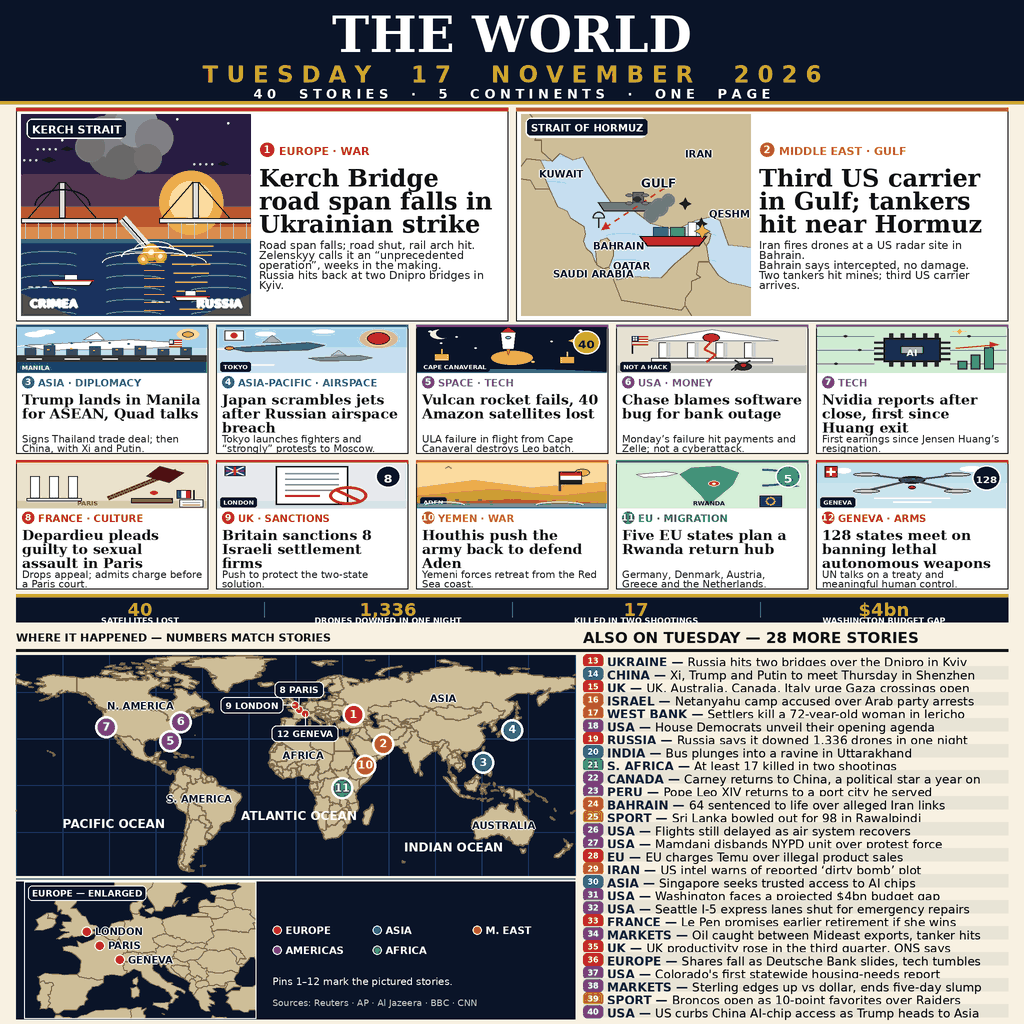 THE WORLD
TUESDAY 17 NOVEMBER 2026
40 STORIES · 5 CONTINENTS · ONE PAGE
KERCH STRAIT
CRIMEA
RUSSIA
1 EUROPE · WAR
Kerch Bridge
road span falls in
Ukrainian strike
Road span falls; road shut, rail arch hit.
Zelenskyy calls it an “unprecedented
operation”, weeks in the making.
Russia hits back at two Dnipro bridges in
Kyiv.
STRAIT OF HORMUZ
IRAN
KUWAIT
GULF
QESHM
BAHRAIN
QATAR
SAUDI ARABIA
2 MIDDLE EAST · GULF
Third US carrier
in Gulf; tankers
hit near Hormuz
Iran fires drones at a US radar site in
Bahrain.
Bahrain says intercepted, no damage.
Two tankers hit mines; third US carrier
arrives.
MANILA
3 ASIA · DIPLOMACY
Trump lands in Manila
for ASEAN, Quad talks
Signs Thailand trade deal; then
China, with Xi and Putin.
TOKYO
4 ASIA-PACIFIC · AIRSPACE
Japan scrambles jets
after Russian airspace
breach
Tokyo launches fighters and
“strongly” protests to Moscow.
40
CAPE CANAVERAL
5 SPACE · TECH
Vulcan rocket fails, 40
Amazon satellites lost
ULA failure in flight from Cape
Canaveral destroys Leo batch.
NOT A HACK
6 USA · MONEY
Chase blames software
bug for bank outage
Monday’s failure hit payments and
Zelle; not a cyberattack.
AI
7 TECH
Nvidia reports after
close, first since
Huang exit
First earnings since Jensen Huang’s
resignation.
PARIS
8 FRANCE · CULTURE
Depardieu pleads
guilty to sexual
assault in Paris
Drops appeal; admits charge before
a Paris court.
8
LONDON
9 UK · SANCTIONS
Britain sanctions 8
Israeli settlement
firms
Push to protect the two-state
solution.
ADEN
10 YEMEN · WAR
Houthis push the
army back to defend
Aden
Yemeni forces retreat from the Red
Sea coast.
5
RWANDA
11 EU · MIGRATION
Five EU states plan a
Rwanda return hub
Germany, Denmark, Austria,
Greece and the Netherlands.
128
GENEVA
12 GENEVA · ARMS
128 states meet on
banning lethal
autonomous weapons
UN talks on a treaty and
meaningful human control.
40
SATELLITES LOST
1,336
DRONES DOWNED IN ONE NIGHT
17
KILLED IN TWO SHOOTINGS
$4bn
WASHINGTON BUDGET GAP
WHERE IT HAPPENED — NUMBERS MATCH STORIES
N. AMERICA
S. AMERICA
AFRICA
ASIA
AUSTRALIA
PACIFIC OCEAN
ATLANTIC OCEAN
INDIAN OCEAN
8 PARIS
9 LONDON
12 GENEVA
1
2
3
4
5
6
7
10
11
EUROPE — ENLARGED
LONDON
PARIS
GENEVA
EUROPE
ASIA
M. EAST
AMERICAS
AFRICA
Pins 1–12 mark the pictured stories.
Sources: Reuters · AP · Al Jazeera · BBC · CNN
ALSO ON TUESDAY — 28 MORE STORIES
13 UKRAINE — Russia hits two bridges over the Dnipro in Kyiv
14 CHINA — Xi, Trump and Putin to meet Thursday in Shenzhen
15 UK — UK, Australia, Canada, Italy urge Gaza crossings open
16 ISRAEL — Netanyahu camp accused over Arab party arrests
17 WEST BANK — Settlers kill a 72-year-old woman in Jericho
18 USA — House Democrats unveil their opening agenda
19 RUSSIA — Russia says it downed 1,336 drones in one night
20 INDIA — Bus plunges into a ravine in Uttarakhand
21 S. AFRICA — At least 17 killed in two shootings
22 CANADA — Carney returns to China, a political star a year on
23 PERU — Pope Leo XIV returns to a port city he served
24 BAHRAIN — 64 sentenced to life over alleged Iran links
25 SPORT — Sri Lanka bowled out for 98 in Rawalpindi
26 USA — Flights still delayed as air system recovers
27 USA — Mamdani disbands NYPD unit over protest force
28 EU — EU charges Temu over illegal product sales
29 IRAN — US intel warns of reported ‘dirty bomb’ plot
30 ASIA — Singapore seeks trusted access to AI chips
31 USA — Washington faces a projected $4bn budget gap
32 USA — Seattle I-5 express lanes shut for emergency repairs
33 FRANCE — Le Pen promises earlier retirement if she wins
34 MARKETS — Oil caught between Mideast exports, tanker hits
35 UK — UK productivity rose in the third quarter, ONS says
36 EUROPE — Shares fall as Deutsche Bank slides, tech tumbles
37 USA — Colorado's first statewide housing-needs report
38 MARKETS — Sterling edges up vs dollar, ends five-day slump
39 SPORT — Broncos open as 10-point favorites over Raiders
40 USA — US curbs China AI-chip access as Trump heads to Asia